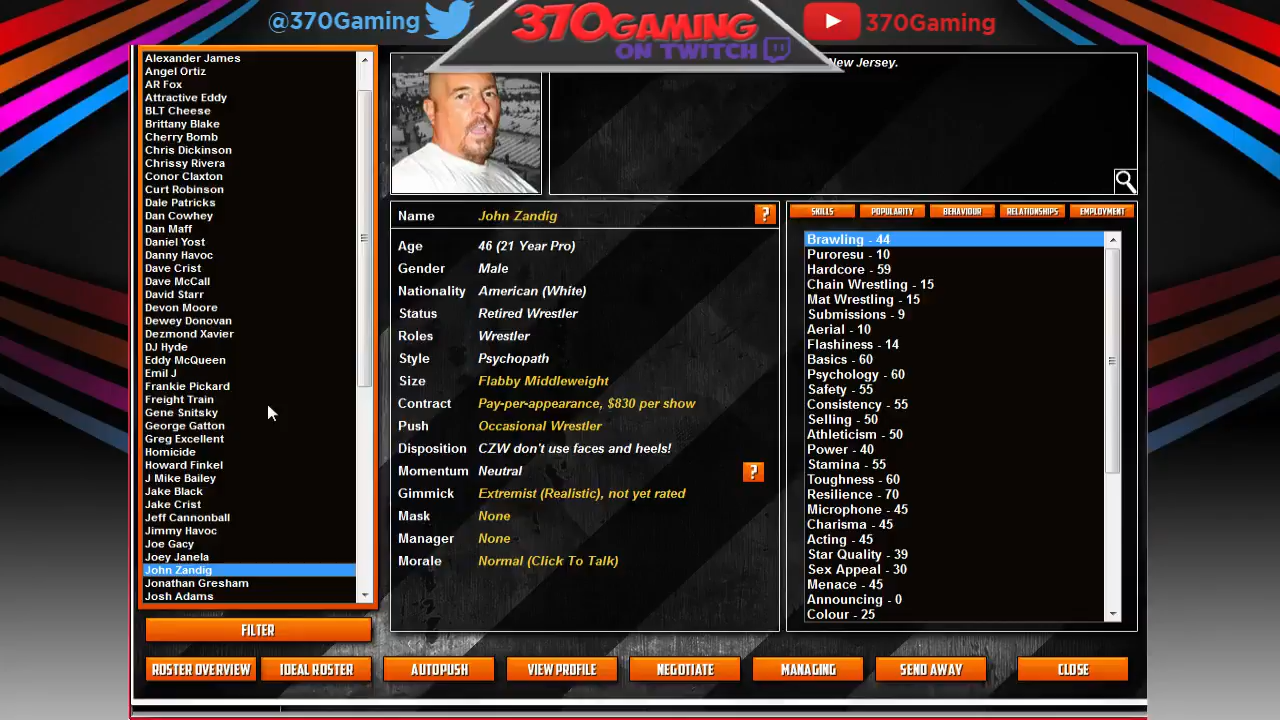 @370Gaming
370GAMING
ON TWITCH
370Gaming
Alexander James
Angel Ortiz
AR Fox
Attractive Eddy
BLT Cheese
Brittany Blake
Cherry Bomb
Chris Dickinson
Chrissy Rivera
Conor Claxton
Curt Robinson
Dale Patricks
Dan Cowhey
Dan Maff
Daniel Yost
Danny Havoc
Dave Crist
Dave McCall
David Starr
Devon Moore
Dewey Donovan
Dezmond Xavier
DJ Hyde
Eddy McQueen
Emil J
Frankie Pickard
Freight Train
Gene Snitsky
George Gatton
Greg Excellent
Homicide
Howard Finkel
J Mike Bailey
Jake Black
Jake Crist
Jeff Cannonball
Jimmy Havoc
Joe Gacy
Joey Janela
John Zandig
Jonathan Gresham
Josh Adams
FILTER
New Jersey.
Name John Zandig ?
Age 46 (21 Year Pro)
Gender Male
Nationality American (White)
Status Retired Wrestler
Roles Wrestler
Style Psychopath
Size Flabby Middleweight
Contract Pay-per-appearance, $830 per show
Push Occasional Wrestler
Disposition CZW don't use faces and heels!
Momentum Neutral ?
Gimmick Extremist (Realistic), not yet rated
Mask None
Manager None
Morale Normal (Click To Talk)
SKILLS POPULARITY BEHAVIOUR RELATIONSHIPS EMPLOYMENT
Brawling - 44
Puroresu - 10
Hardcore - 59
Chain Wrestling - 15
Mat Wrestling - 15
Submissions - 9
Aerial - 10
Flashiness - 14
Basics - 60
Psychology - 60
Safety - 55
Consistency - 55
Selling - 50
Athleticism - 50
Power - 40
Stamina - 55
Toughness - 60
Resilience - 70
Microphone - 45
Charisma - 45
Acting - 45
Star Quality - 39
Sex Appeal - 30
Menace - 45
Announcing - 0
Colour - 25
ROSTER OVERVIEW IDEAL ROSTER AUTOPUSH VIEW PROFILE NEGOTIATE MANAGING SEND AWAY CLOSE